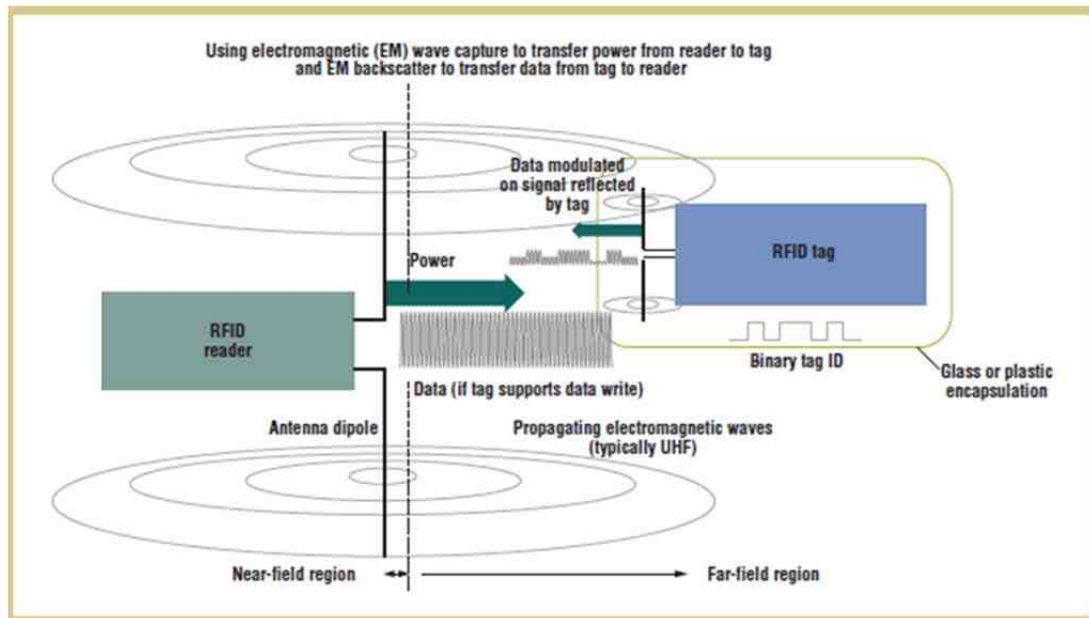 Using electromagnetic (EM) wave capture to transfer power from reader to tag
and EM backscatter to transfer data from tag to reader
Data modulated
on signal reflected
by tag
Power
RFID tag
RFID
reader
Binary tag ID
Glass or plastic
encapsulation
Data (if tag supports data write)
Antenna dipole
Propagating electromagnetic waves
(typically UHF)
Near-field region
Far-field region